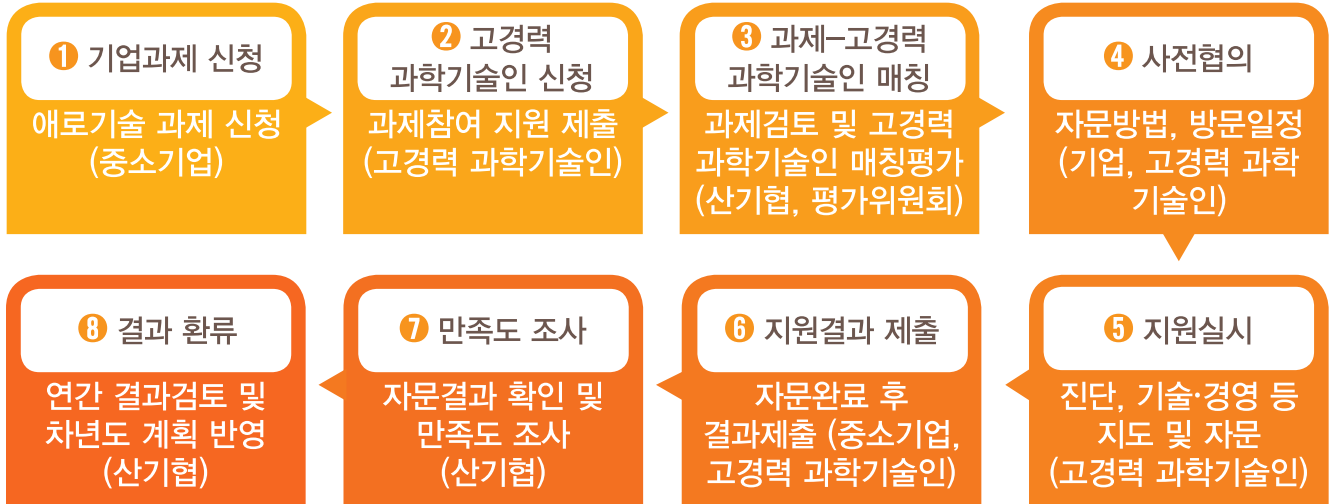 ❶ 기업과제 신청
애로기술 과제 신청
(중소기업)
❷ 고경력
과학기술인 신청
과제참여 지원 제출
(고경력 과학기술인)
❸ 과제–고경력
과학기술인 매칭
과제검토 및 고경력
과학기술인 매칭평가
(산기협, 평가위원회)
❹ 사전협의
자문방법, 방문일정
(기업, 고경력 과학
기술인)
❺ 지원실시
진단, 기술·경영 등
지도 및 자문
(고경력 과학기술인)
❻ 지원결과 제출
자문완료 후
결과제출 (중소기업,
고경력 과학기술인)
❼ 만족도 조사
자문결과 확인 및
만족도 조사
(산기협)
❽ 결과 환류
연간 결과검토 및
차년도 계획 반영
(산기협)